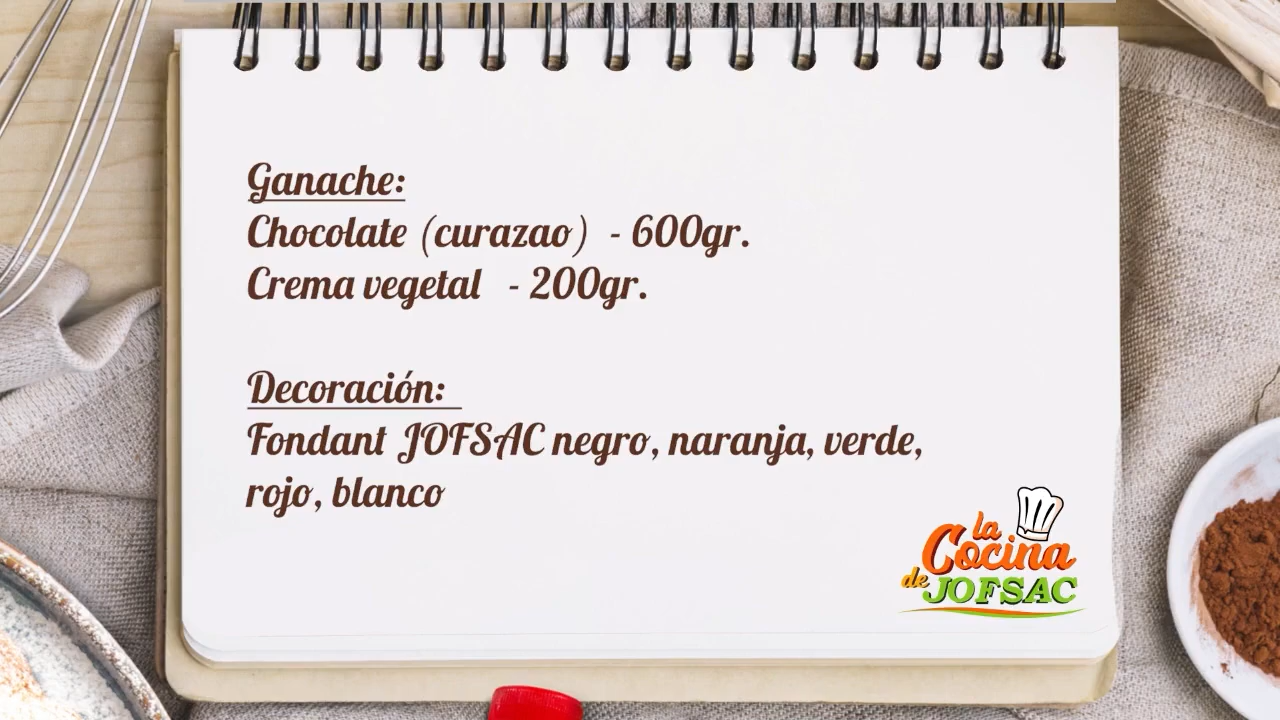 Ganache:
Chocolate (curazao) - 600gr.
Crema vegetal - 200gr.
Decoración:
Fondant JOFSAC negro, naranja, verde,
rojo, blanco
la
Cocina
de JOFSAC